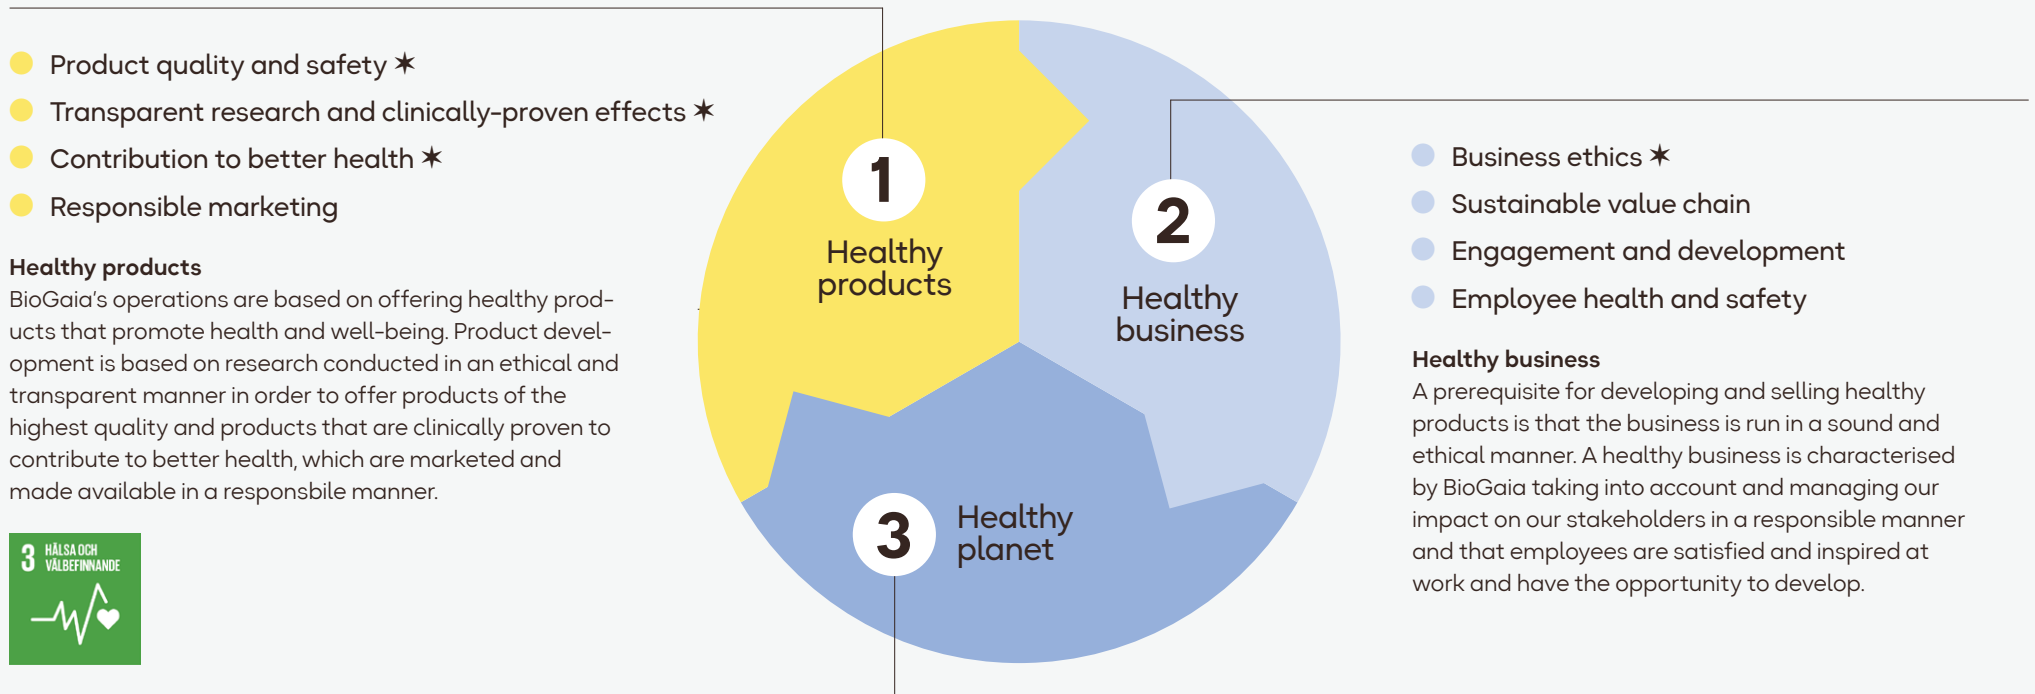 Product quality and safety ✶
Transparent research and clinically-proven effects ✶
Contribution to better health ✶
Responsible marketing
Healthy products
BioGaia's operations are based on offering healthy prod-
ucts that promote health and well-being. Product devel-
opment is based on research conducted in an ethical and
transparent manner in order to offer products of the
highest quality and products that are clinically proven to
contribute to better health, which are marketed and
made available in a responsbile manner.
3 HÄLSA OCH
VÄLBEFINNANDE
1
Healthy
products
2
Healthy
business
3
Healthy
planet
Business ethics ✶
Sustainable value chain
Engagement and development
Employee health and safety
Healthy business
A prerequisite for developing and selling healthy
products is that the business is run in a sound and
ethical manner. A healthy business is characterised
by BioGaia taking into account and managing our
impact on our stakeholders in a responsible manner
and that employees are satisfied and inspired at
work and have the opportunity to develop.